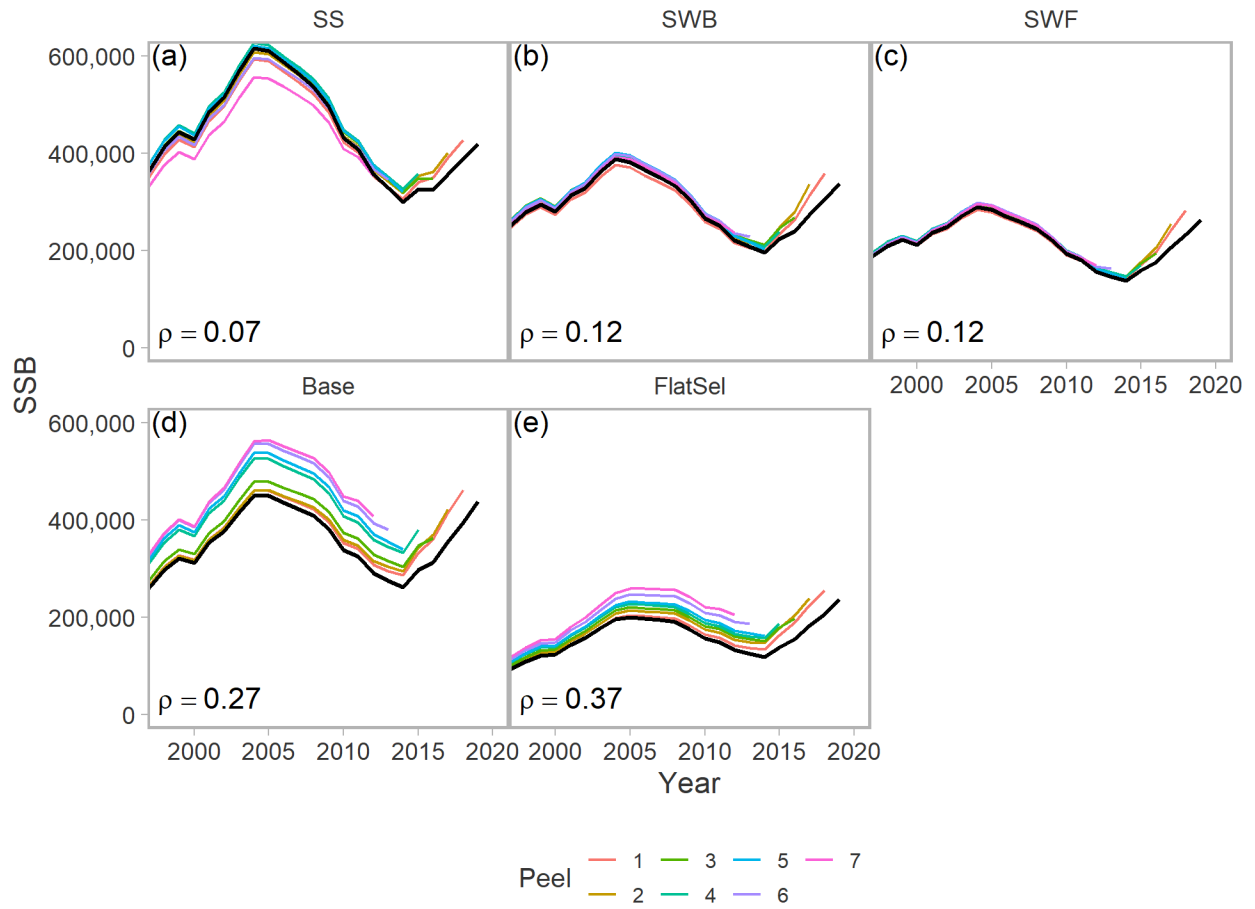 SS SWB SWF
(a) (b) (c)
600,000
400,000
200,000
0
ρ = 0.07 ρ = 0.12 ρ = 0.12
2000 2005 2010 2015 2020
SSB
Base FlatSel
(d) (e)
600,000
400,000
200,000
0
ρ = 0.27 ρ = 0.37
2000 2005 2010 2015 2020 2000 2005 2010 2015 2020
Year
Peel 1 3 5 7
2 4 6